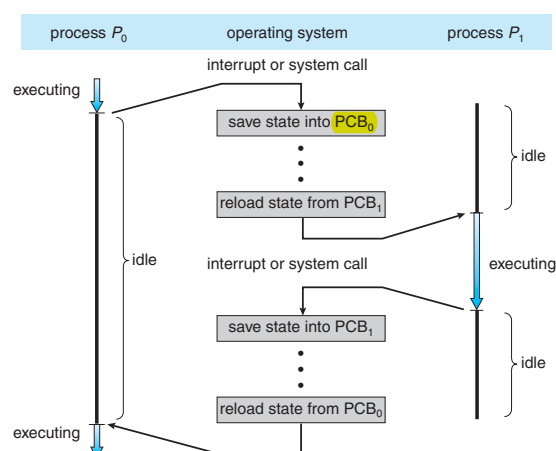 process P0 operating system process P1
interrupt or system call
executing
save state into PCB0
idle
reload state from PCB1
idle
interrupt or system call
executing
save state into PCB1
idle
reload state from PCB0
executing